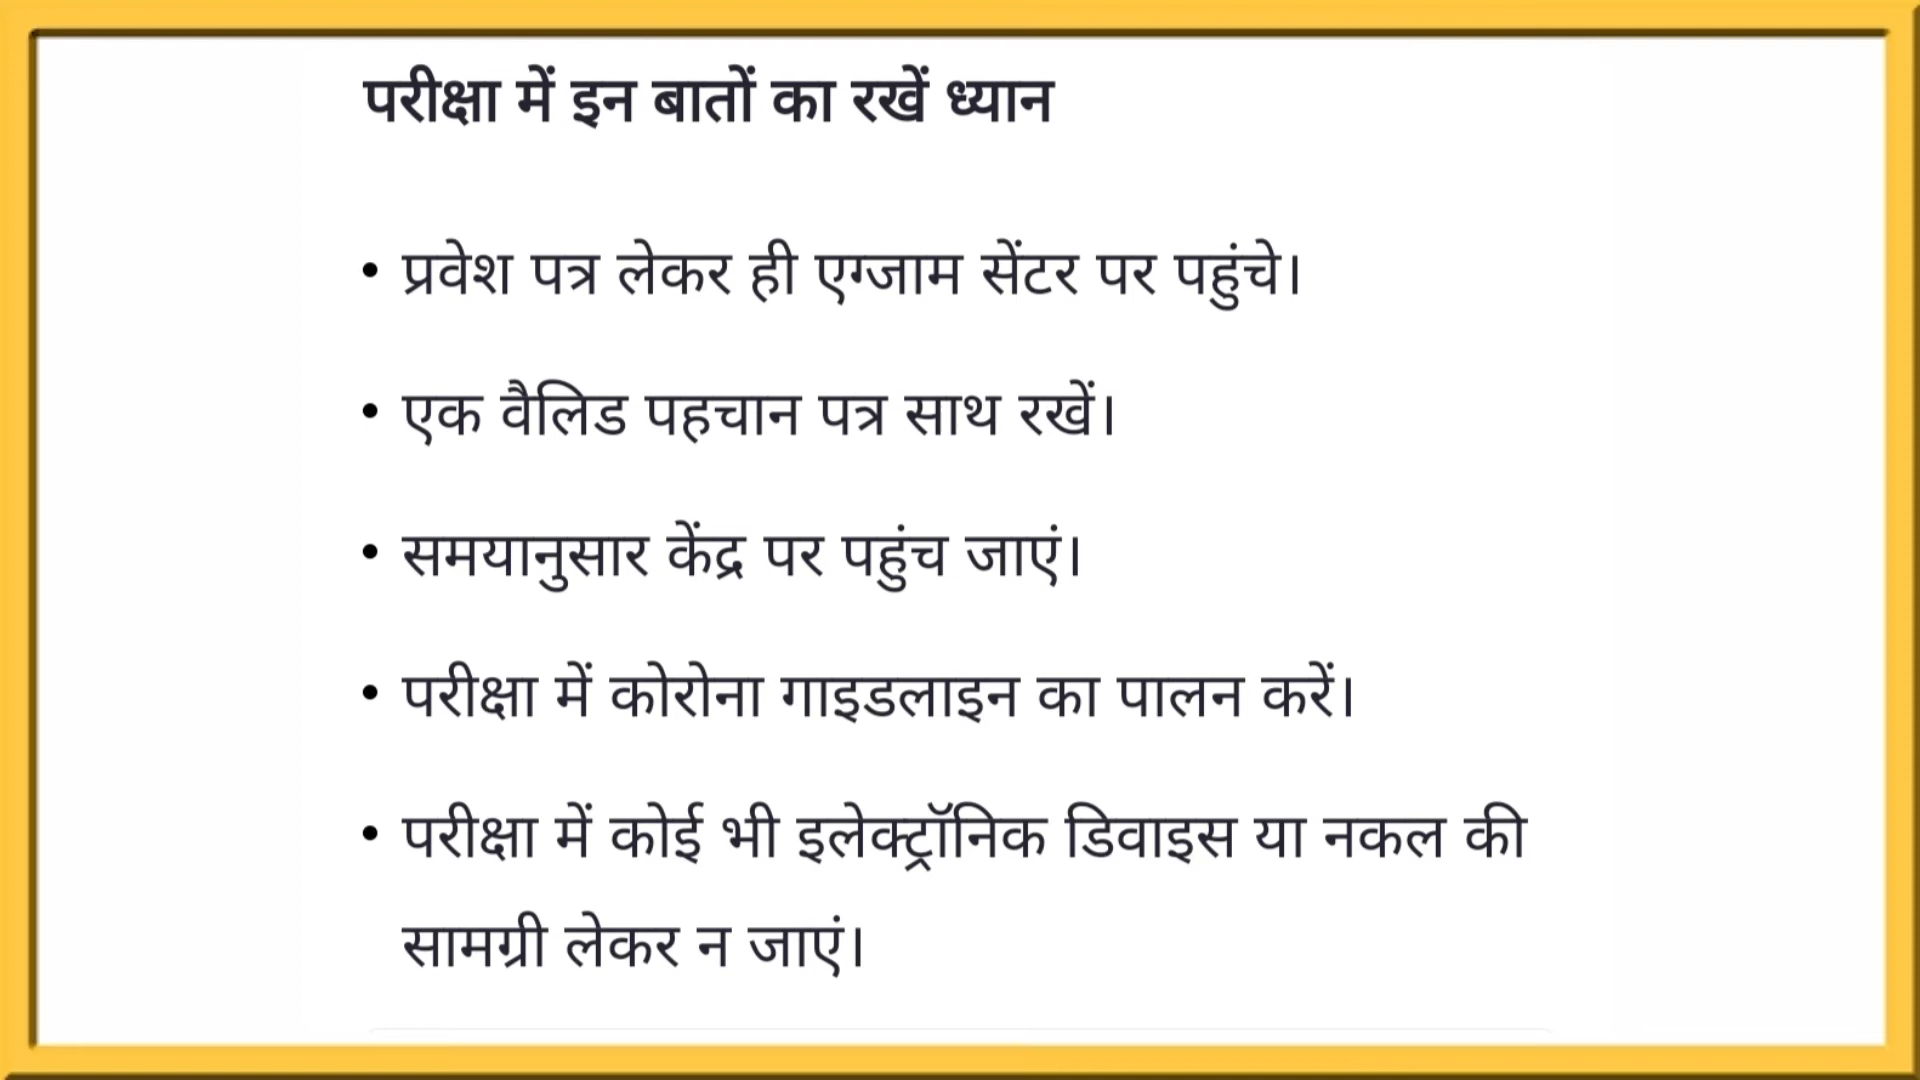 परीक्षा में इन बातों का रखें ध्यान
• प्रवेश पत्र लेकर ही एग्जाम सेंटर पर पहुंचे।
• एक वैलिड पहचान पत्र साथ रखें।
• समयानुसार केंद्र पर पहुंच जाएं।
• परीक्षा में कोरोना गाइडलाइन का पालन करें।
• परीक्षा में कोई भी इलेक्ट्रॉनिक डिवाइस या नकल की
सामग्री लेकर न जाएं।